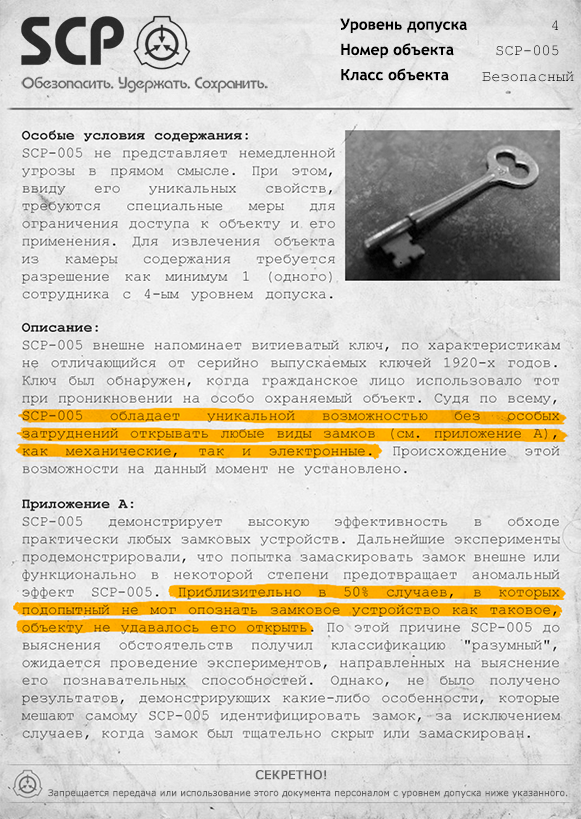 SCP
Обезопасить. Удержать. Сохранить.
Уровень допуска 4
Номер объекта SCP-005
Класс объекта Безопасный
Особые условия содержания:
SCP-005 не представляет немедленной
угрозы в прямом смысле. При этом,
ввиду его уникальных свойств,
требуются специальные меры для
ограничения доступа к объекту и его
применения. Для извлечения объекта
из камеры содержания требуется
разрешение как минимум 1 (одного)
сотрудника с 4-ым уровнем допуска.
Описание:
SCP-005 внешне напоминает витиеватый ключ, по характеристикам
не отличающийся от серийно выпускаемых ключей 1920-х годов.
Ключ был обнаружен, когда гражданское лицо использовало тот
при проникновении на особо охраняемый объект. Судя по всему,
SCP-005 обладает уникальной возможностью без особых
затруднений открывать любые виды замков (см. приложение А),
как механические, так и электронные. Происхождение этой
возможности на данный момент не установлено.
Приложение А:
SCP-005 демонстрирует высокую эффективность в обходе
практически любых замковых устройств. Дальнейшие эксперименты
продемонстрировали, что попытка замаскировать замок внешне или
функционально в некоторой степени предотвращает аномальный
эффект SCP-005. Приблизительно в 50% случаев, в которых
подопытный не мог опознать замковое устройство как таковое,
объекту не удавалось его открыть. По этой причине SCP-005 до
выяснения обстоятельств получил классификацию "разумный",
ожидается проведение экспериментов, направленных на выяснение
его познавательных способностей. Однако, не было получено
результатов, демонстрирующих какие-либо особенности, которые
мешают самому SCP-005 идентифицировать замок, за исключением
случаев, когда замок был тщательно скрыт или замаскирован.
СЕКРЕТНО!
Запрещается передача или использование этого документа персоналом с уровнем допуска ниже указанного.